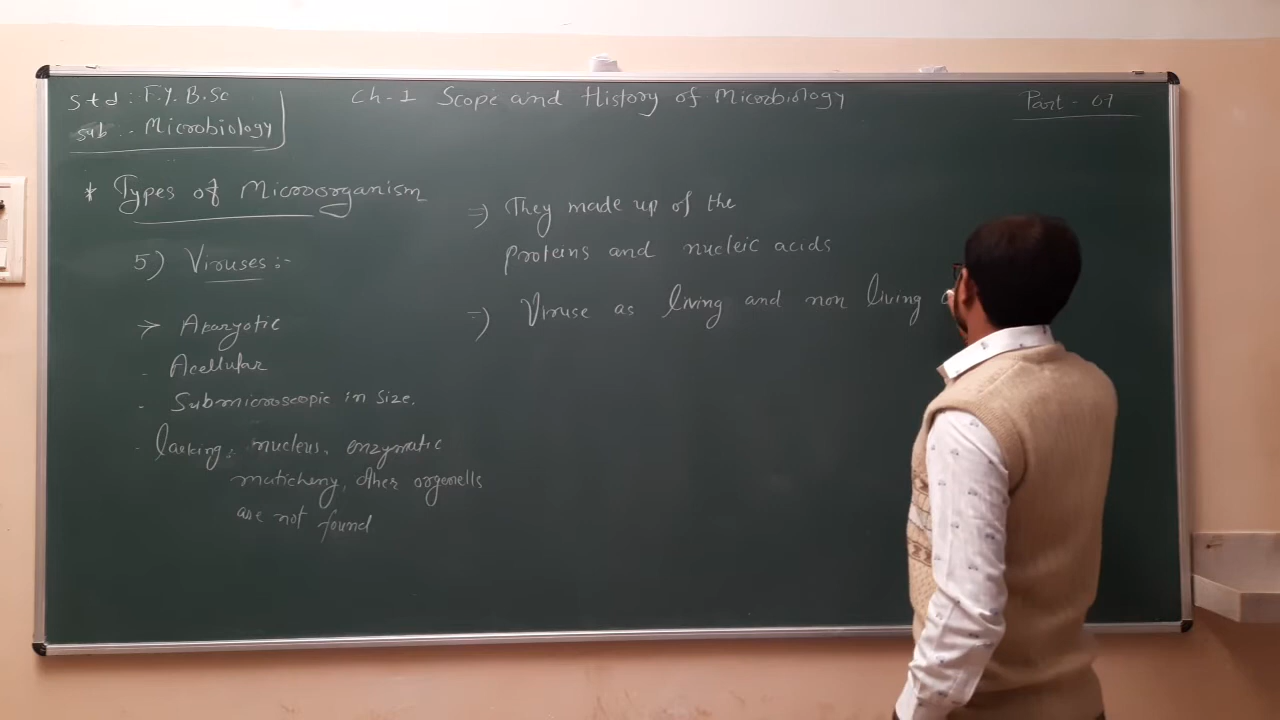 Std : F.Y. B.Sc
Sub :- Microbiology
Ch-1 Scope and History of Microbiology
Part - 07
* Types of Microorganism
5) Viruses :-
> Akaryotic
- Acellular
- Submicroscopic in size.
- lacking, nucleus, enzymatic
other orgenells
are not found
=) They made up of the
proteins and nucleic acids
=) Viruse as living and non living